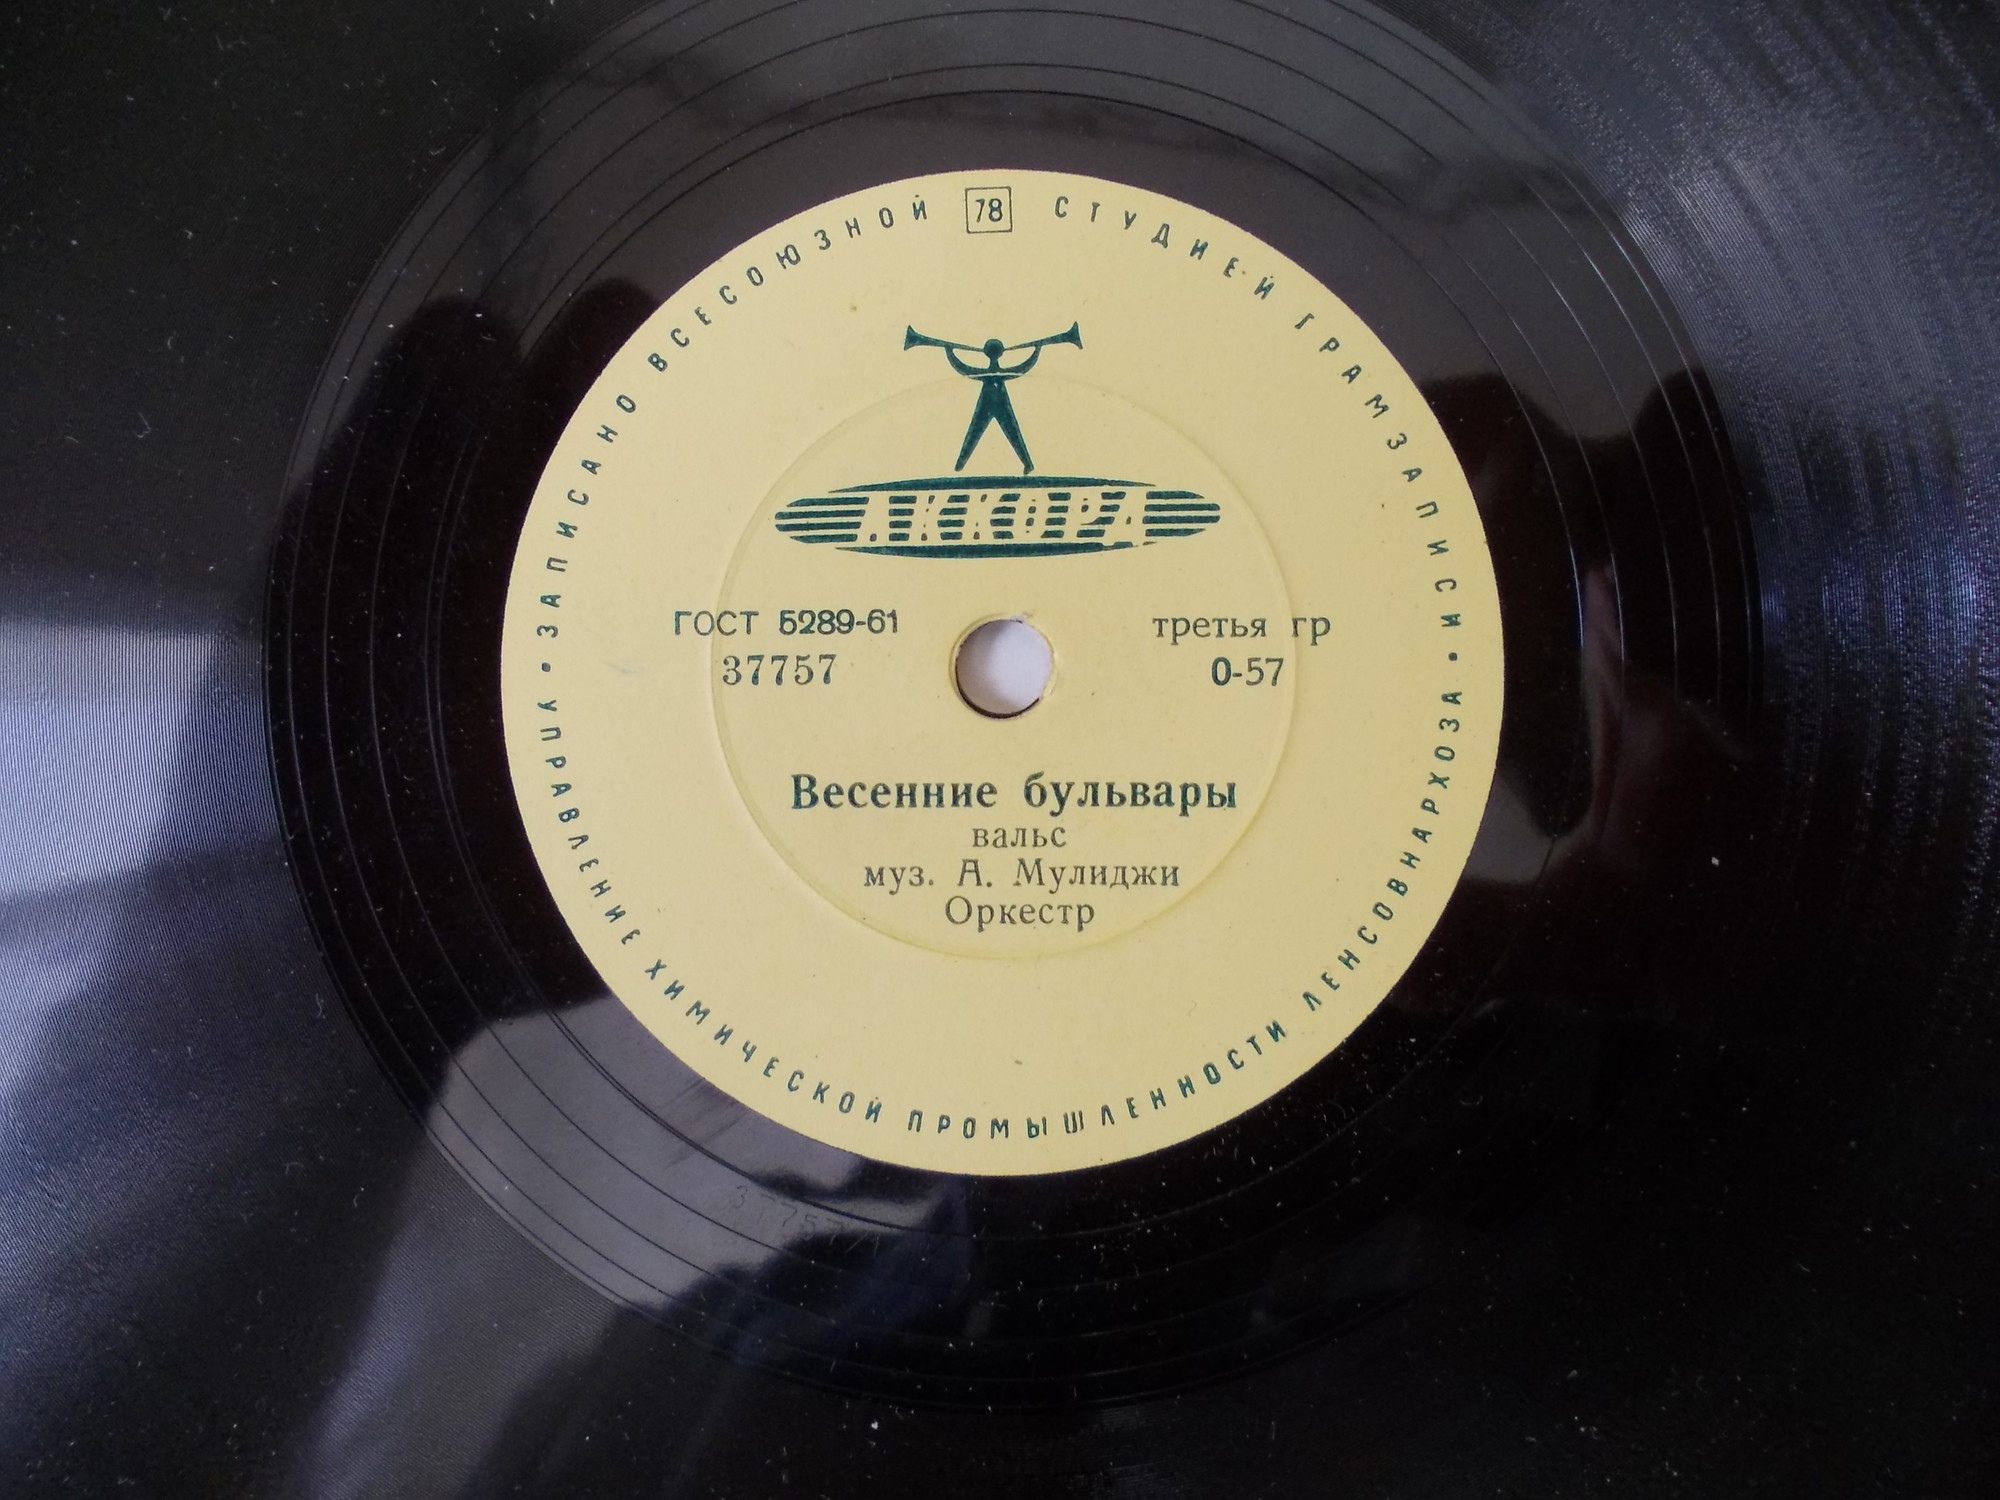 ЗАПИСАНО ВСЕСОЮЗНОЙ 78 СТУДИЕЙ ГРАМЗАПИСИ
АККОРД
ГОСТ 5289-61 третья гр
37757 0-57
Весенние бульвары
вальс
муз. А. Мулиджи
Оркестр
УПРАВЛЕНИЕ ХИМИЧЕСКОЙ ПРОМЫШЛЕННОСТИ ЛЕНСОВНАРХОЗА